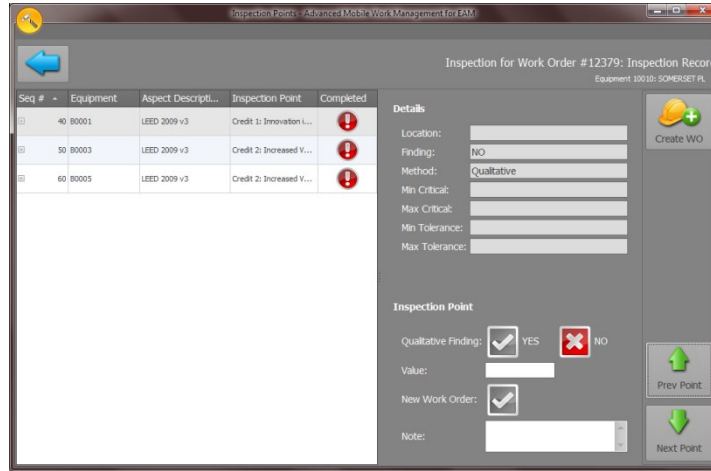 Inspection Points - Advanced Mobile Work Management for EAM
Inspection for Work Order #12379: Inspection Recor
Equipment 10010: SOMERSET PL
Seq # Equipment Aspect Descripti... Inspection Point Completed
40 B0001 LEED 2009 v3 Credit 1: Innovation i...
50 B0003 LEED 2009 v3 Credit 2: Increased V...
60 B0005 LEED 2009 v3 Credit 2: Increased V...
Details
Location:
Finding: NO
Method: Qualitative
Min Critical:
Max Critical:
Min Tolerance:
Max Tolerance:
Inspection Point
Qualitative Finding: YES NO
Value:
New Work Order:
Note:
Create WO
Prev Point
Next Point